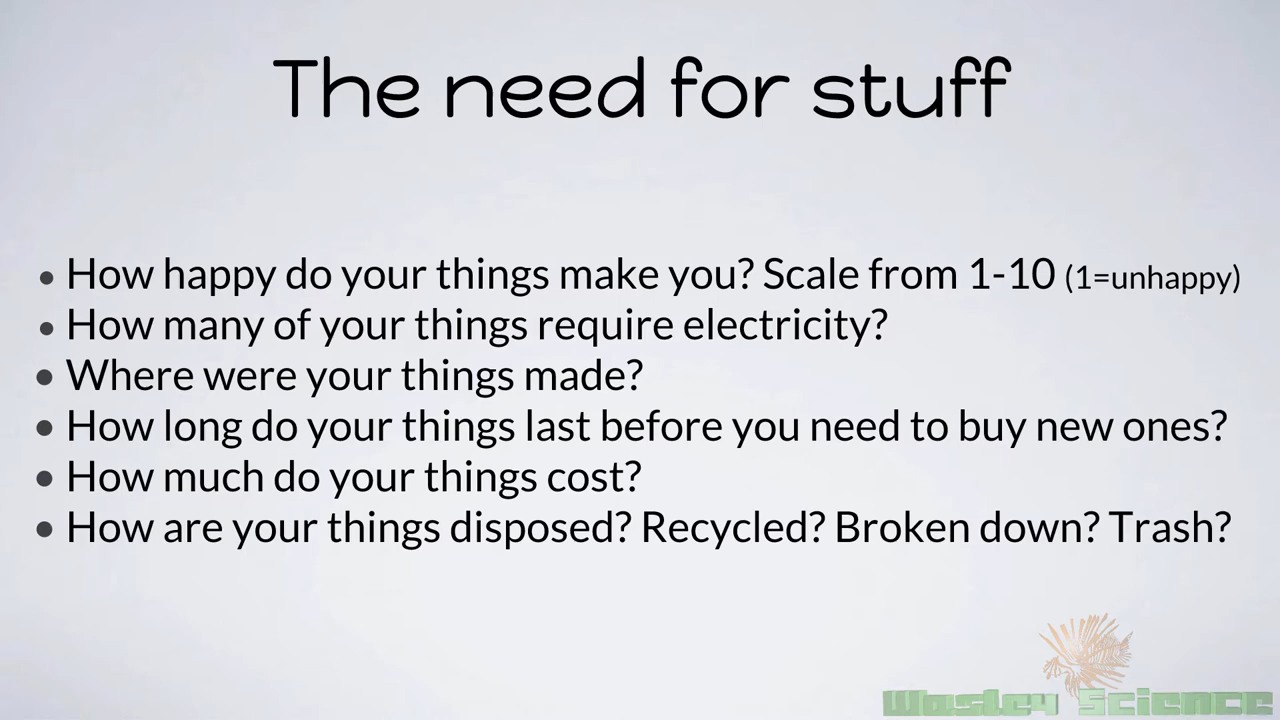 The need for stuff
• How happy do your things make you? Scale from 1-10 (1=unhappy)
• How many of your things require electricity?
• Where were your things made?
• How long do your things last before you need to buy new ones?
• How much do your things cost?
• How are your things disposed? Recycled? Broken down? Trash?
Wasley Science